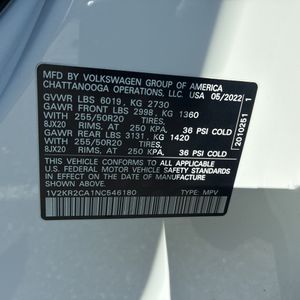 MFD BY VOLKSWAGEN GROUP OF AMERICA
CHATTANOOGA OPERATIONS, LLC. USA 05/2022
GVWR LBS 6019, KG 2730
GAWR FRONT LBS 2998, KG 1360
255/50R20 TIRES WITH
8JX20 RIMS, AT 250 KPA. 36 PSI COLD
GAWR REAR LBS 3131, KG 1420
255/50R20 TIRES WITH
8JX20 RIMS, AT 250 KPA. 36 PSI COLD
THIS VEHICLE CONFORMS TO ALL APPLICABLE
U.S. FEDERAL MOTOR VEHICLE SAFETY STANDARDS
IN EFFECT ON THE DATE OF MANUFACTURE
SHOWN ABOVE.
1V2KR2CA1NC546180 TYPE: MPV
2010251 1